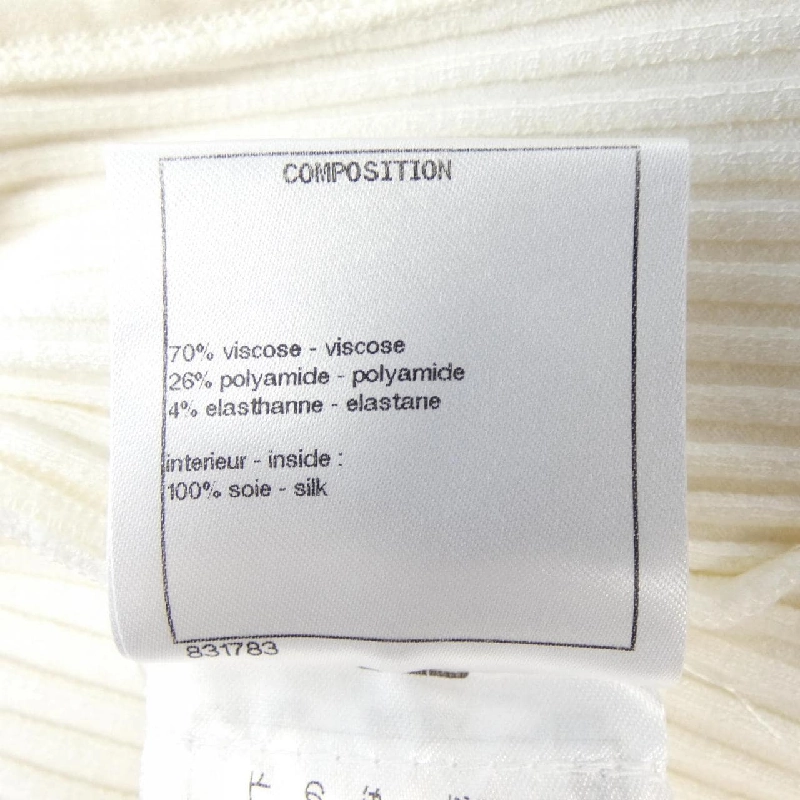 COMPOSITION
70% viscose - viscose
26% polyamide - polyamide
4% elasthanne - elastane
interieur - inside :
100% soie - silk
831783